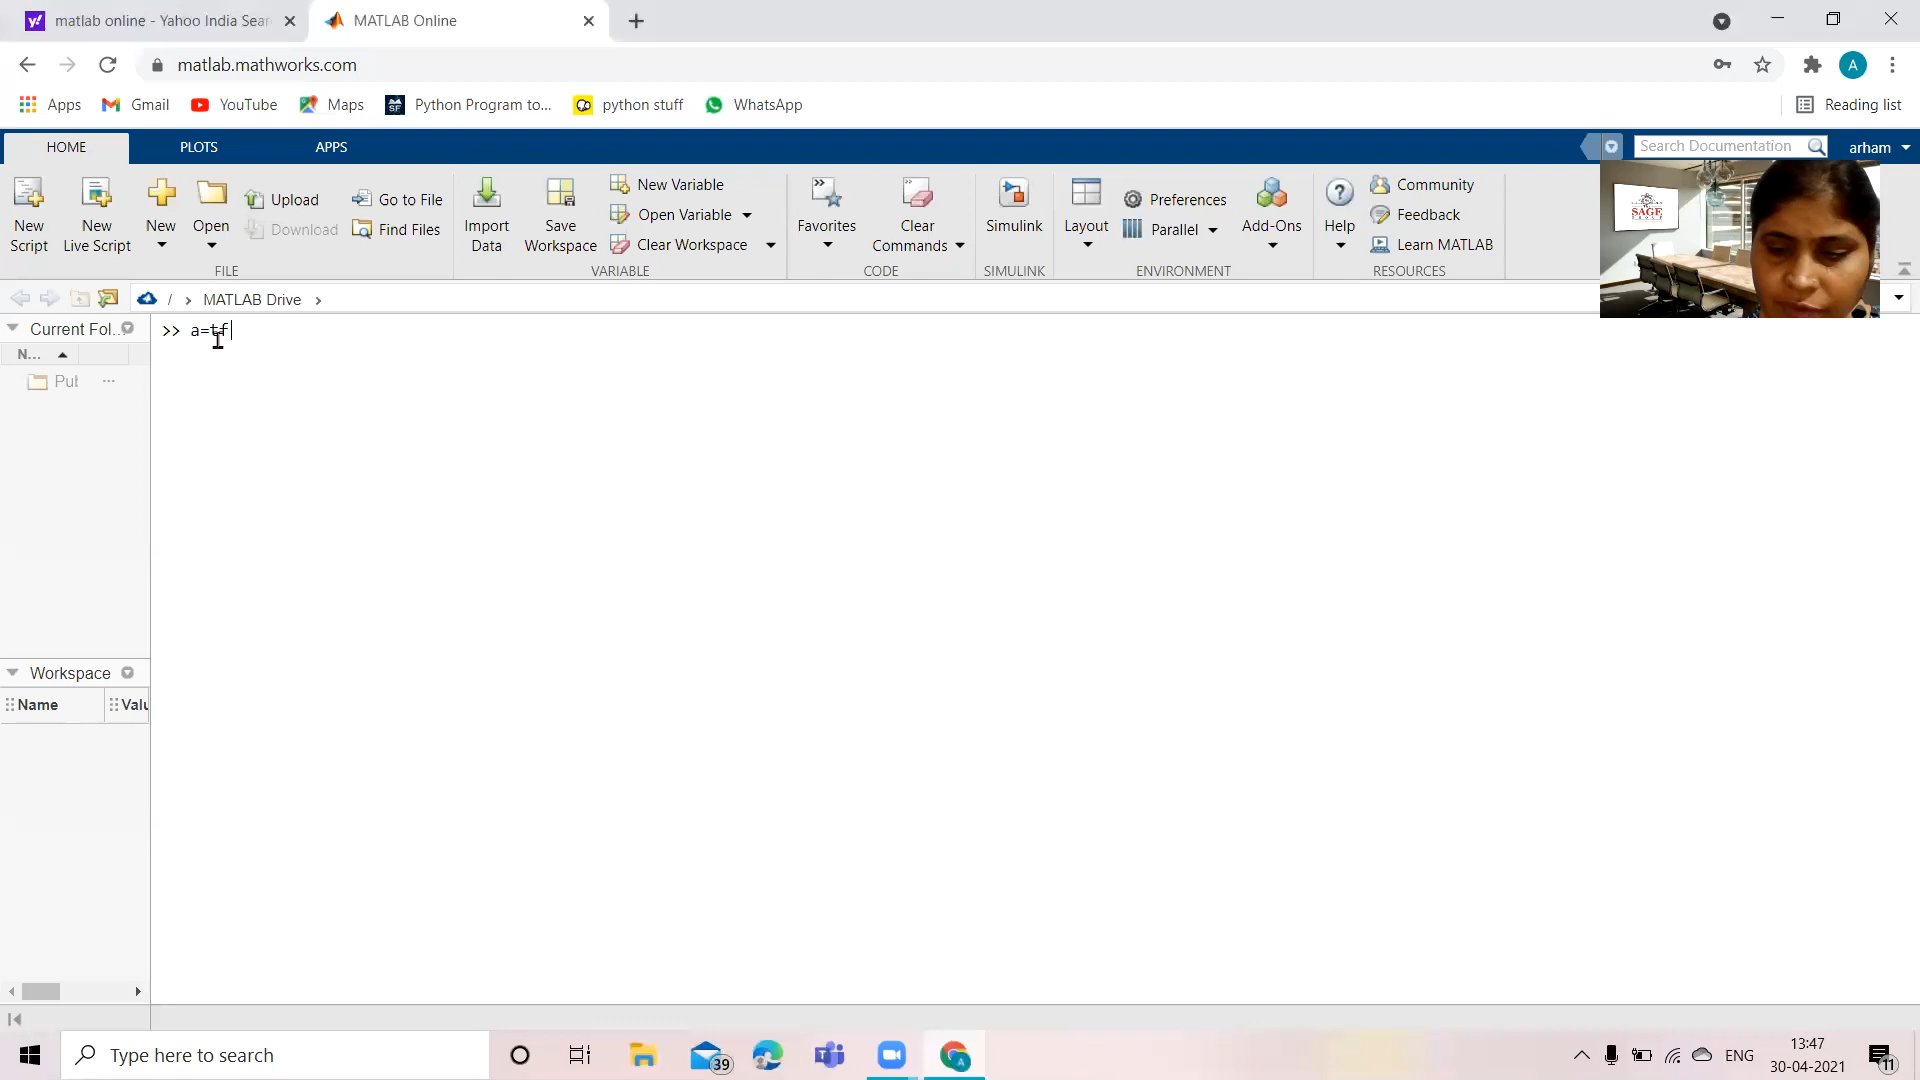 matlab online - Yahoo India Sear
MATLAB Online
matlab.mathworks.com
A
Apps
Gmail
YouTube
Maps
Python Program to...
python stuff
WhatsApp
Reading list
HOME
PLOTS
APPS
Search Documentation
arham
New Script
New Live Script
New
Open
Upload
Download
Go to File
Find Files
Import Data
Save Workspace
New Variable
Open Variable
Clear Workspace
Favorites
Clear Commands
Simulink
Layout
Preferences
Parallel
Add-Ons
Help
Community
Feedback
Learn MATLAB
SAGE
FILE
VARIABLE
CODE
SIMULINK
ENVIRONMENT
RESOURCES
/ › MATLAB Drive ›
Current Fol...
N...
Put
...
>> a=tf
Workspace
Name
Valu
Type here to search
39
ENG
13:47
30-04-2021
11